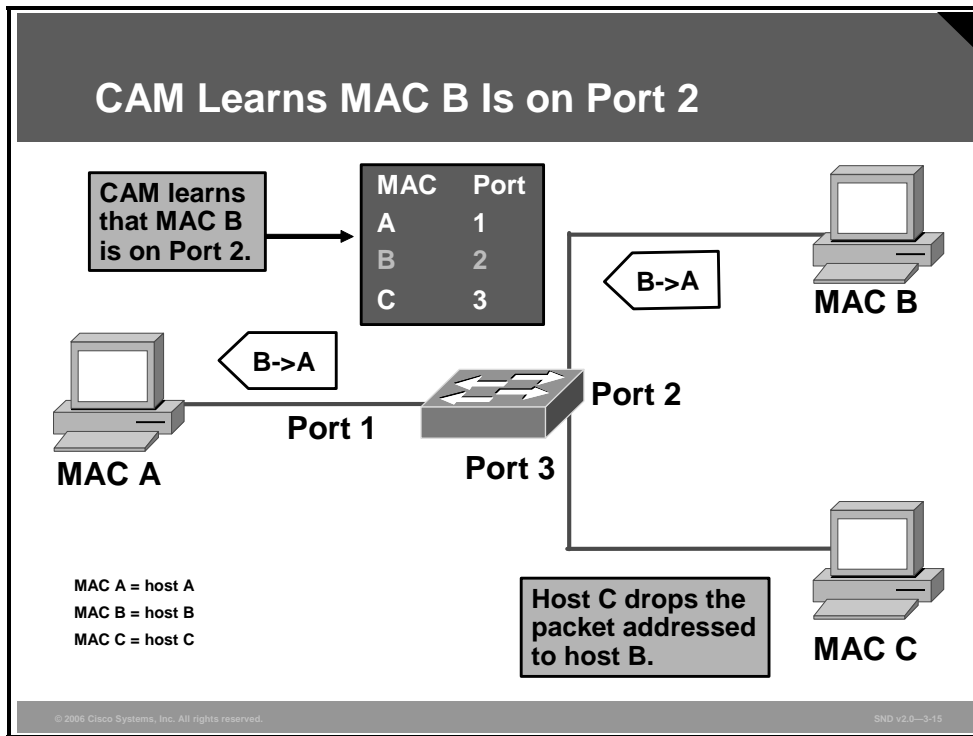 CAM Learns MAC B Is on Port 2
CAM learns
that MAC B
is on Port 2.
MAC Port
A 1
B 2
C 3
B->A
MAC B
B->A
Port 1
Port 2
Port 3
MAC A
MAC A = host A
MAC B = host B
MAC C = host C
Host C drops the
packet addressed
to host B.
MAC C
© 2006 Cisco Systems, Inc. All rights reserved.
SND v2.0—3-15